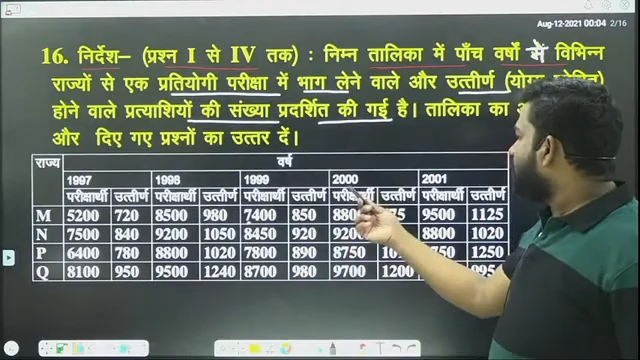 Aug-12-2021 00:04 2/16
16. निर्देश– (प्रश्न I से IV तक) : निम्न तालिका में पाँच वर्षों में विभिन्न
राज्यों से एक प्रतियोगी परीक्षा में भाग लेने वाले और उत्तीर्ण (योग्य
होने वाले प्रत्याशियों की संख्या प्रदर्शित की गई है। तालिका का
और दिए गए प्रश्नों का उत्तर दें।
राज्य वर्ष
1997 1998 1999 2000 2001
परीक्षार्थी उत्तीर्ण परीक्षार्थी उत्तीर्ण परीक्षार्थी उत्तीर्ण परीक्षार्थी उत्तीर्ण परीक्षार्थी उत्तीर्ण
M 5200 720 8500 980 7400 850 9500 1125
N 7500 840 9200 1050 8450 920 8800 1020
P 6400 780 8800 1020 7800 890 8750 1250
Q 8100 950 9500 1240 8700 980 9700 1200